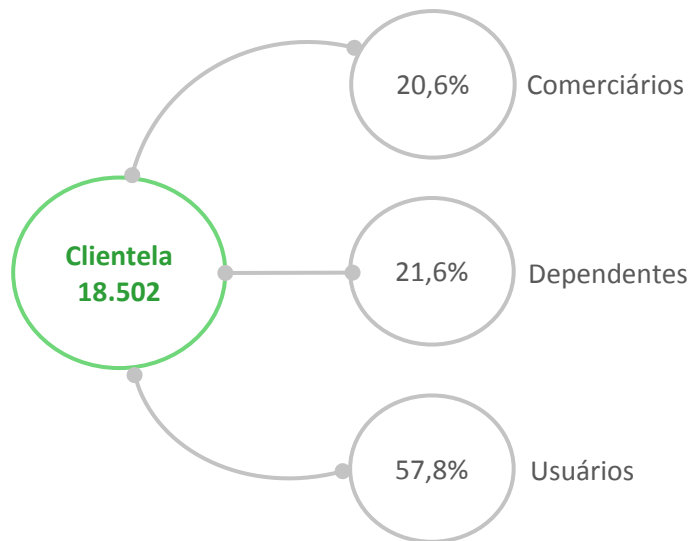 20,6% Comerciários
Clientela
18.502
21,6% Dependentes
57,8% Usuários